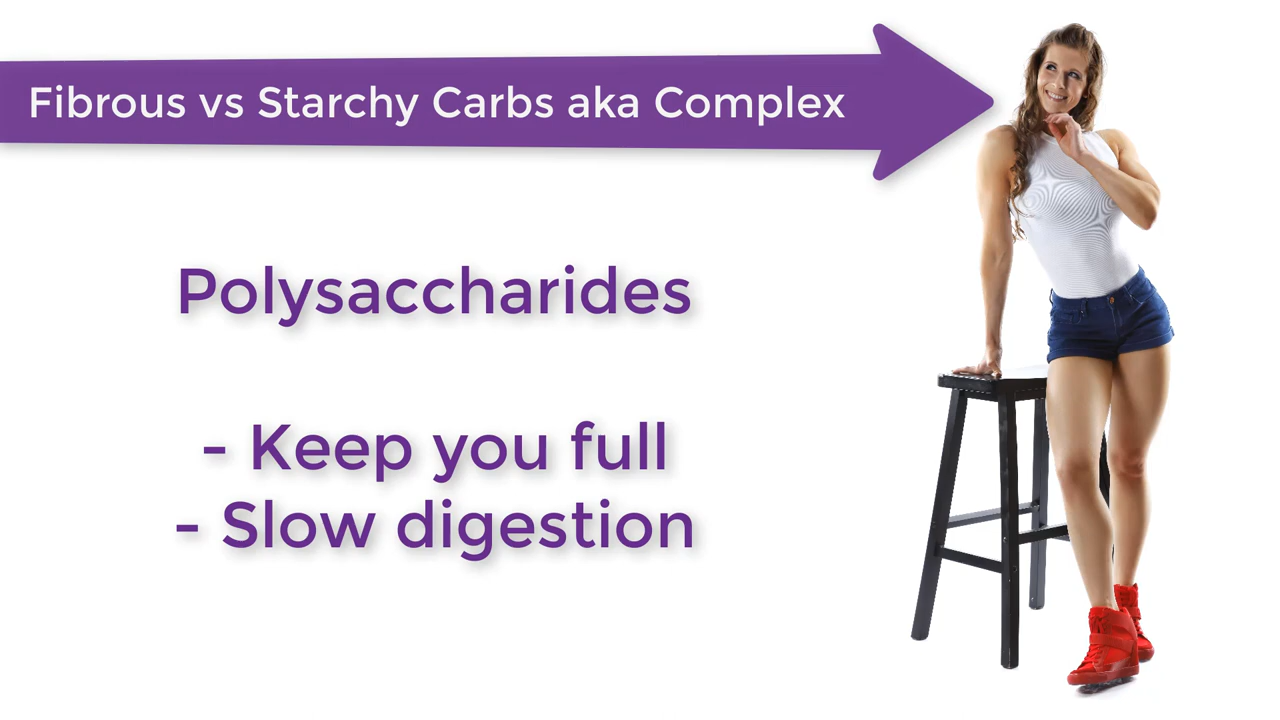 Fibrous vs Starchy Carbs aka Complex
Polysaccharides
- Keep you full
- Slow digestion